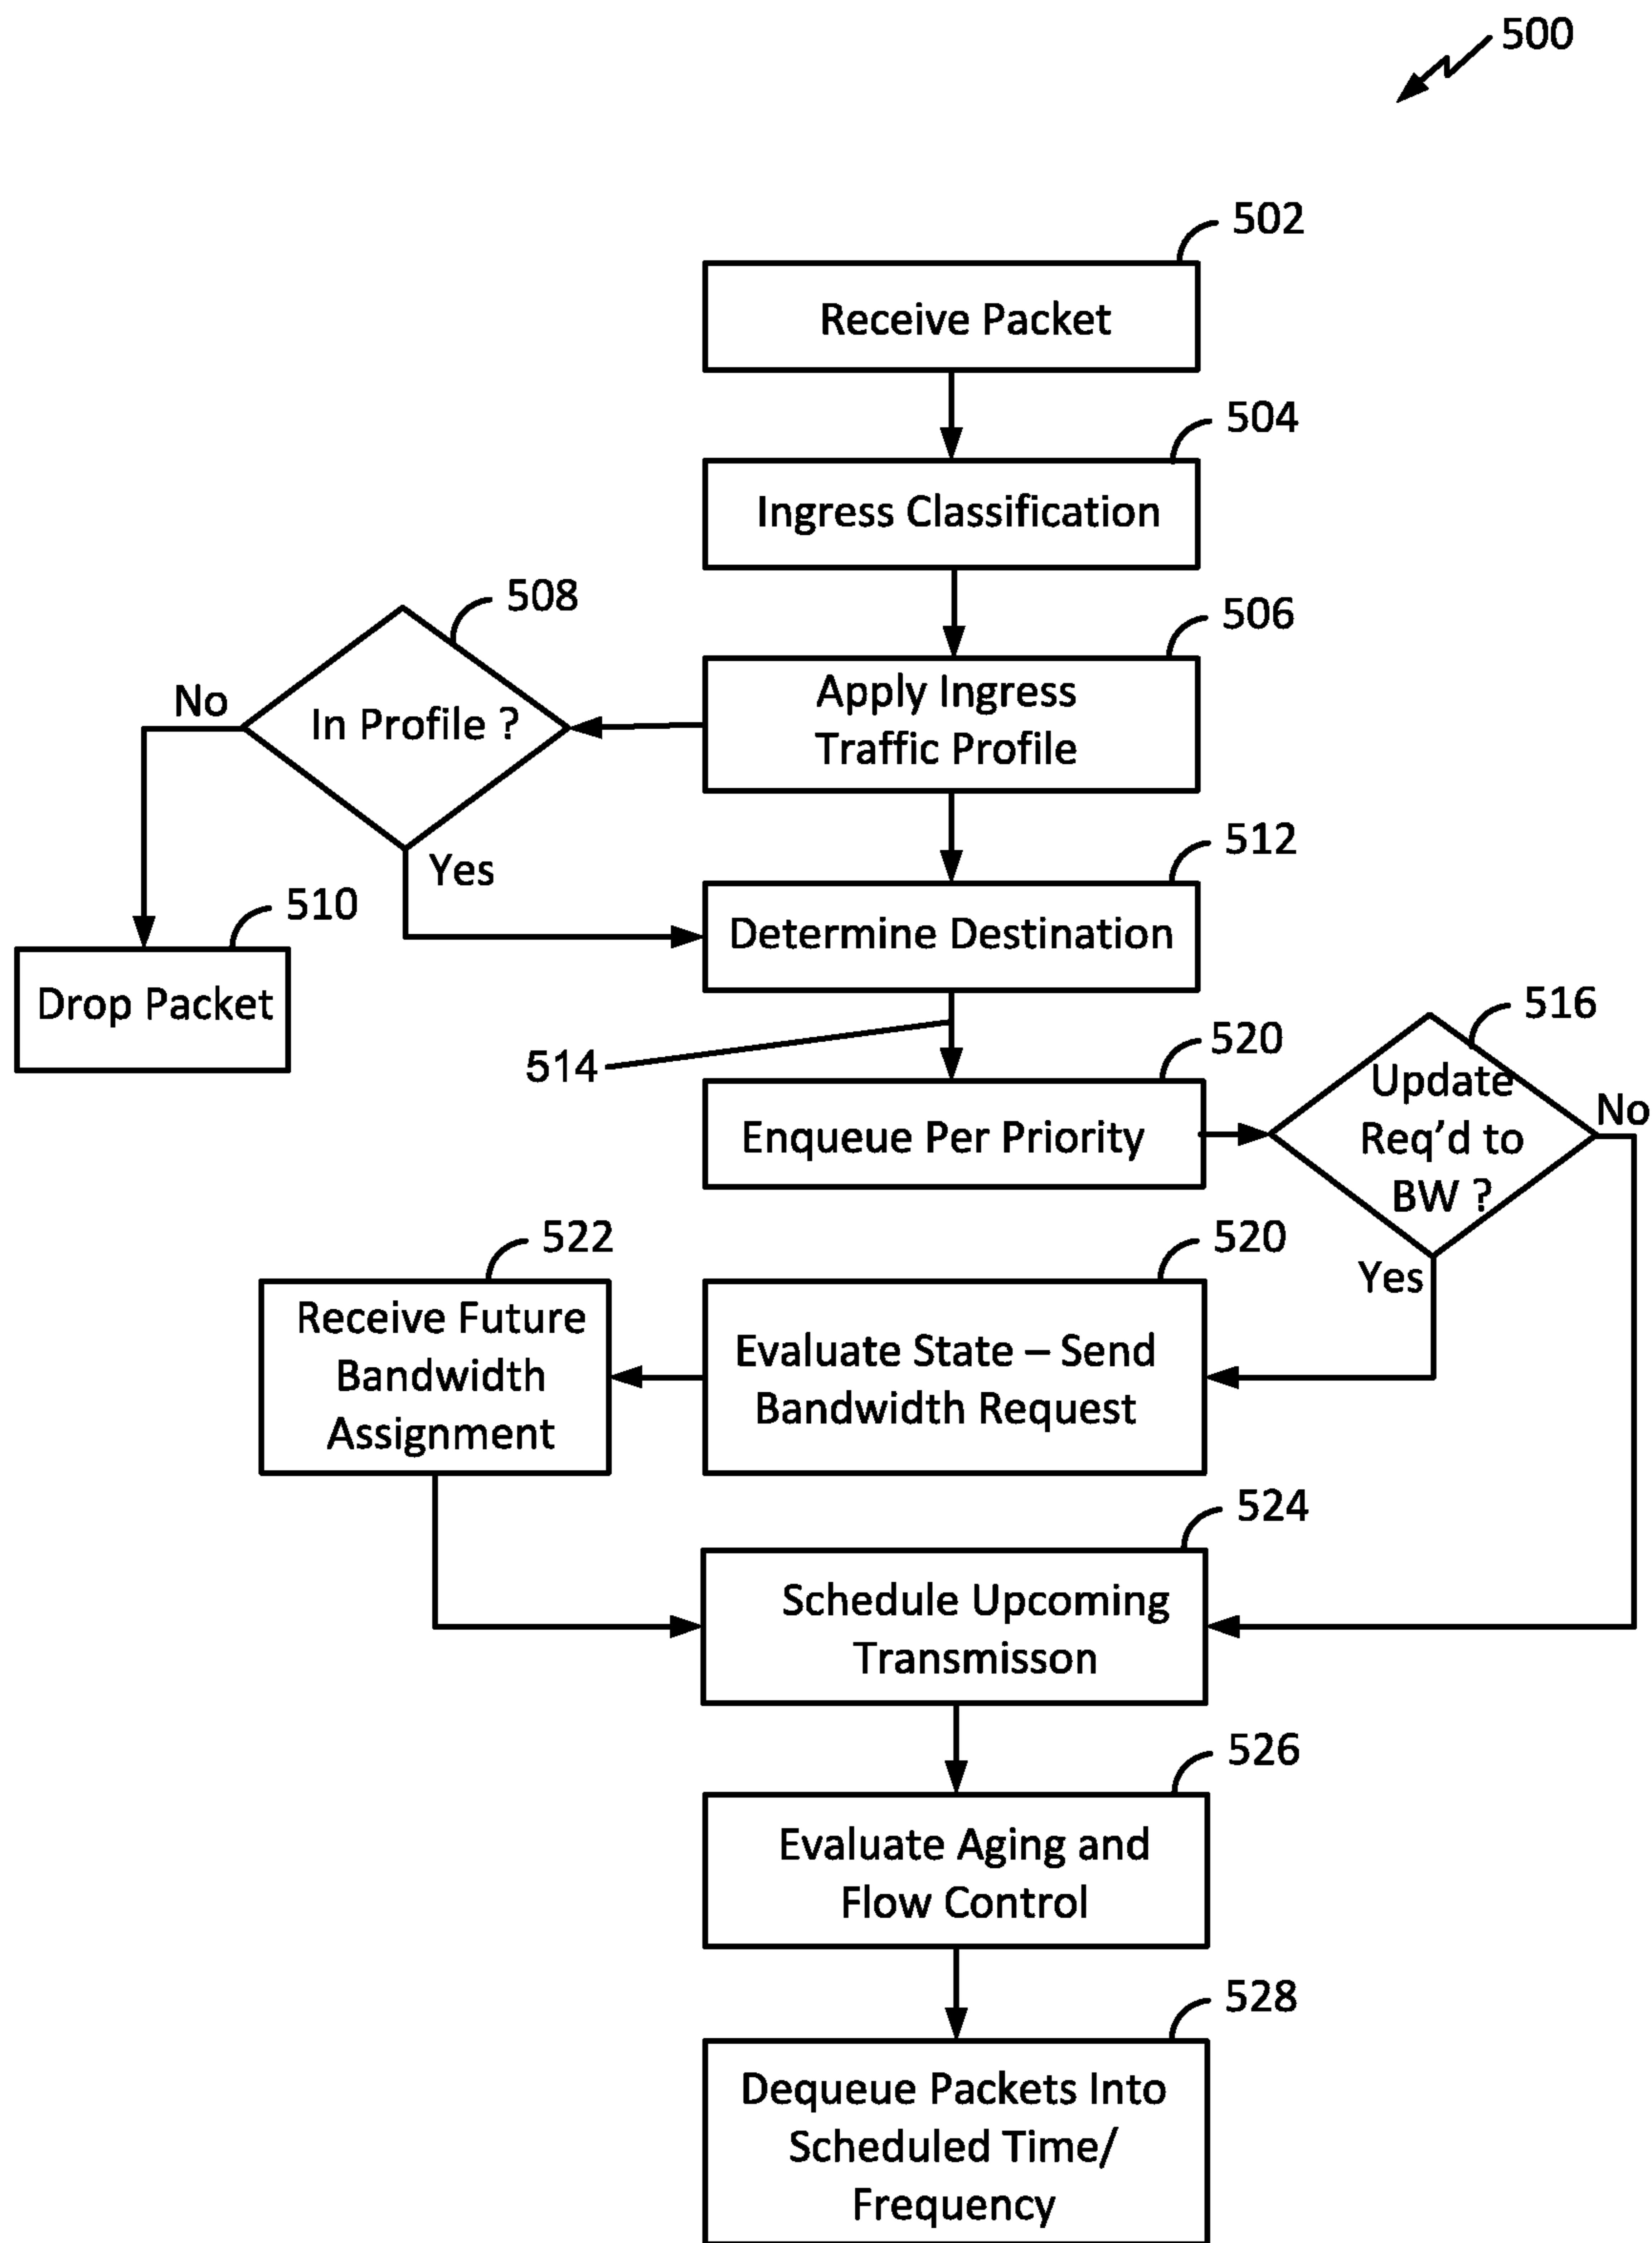 500
502
Receive Packet
504
Ingress Classification
508
506
No
In Profile ?
Apply Ingress
Traffic Profile
Yes
512
510
Determine Destination
Drop Packet
516
514
520
Update
Req'd to
BW ?
No
Enqueue Per Priority
522
520
Yes
Receive Future
Bandwidth
Assignment
Evaluate State – Send
Bandwidth Request
524
Schedule Upcoming
Transmisson
526
Evaluate Aging and
Flow Control
528
Dequeue Packets Into
Scheduled Time/
Frequency